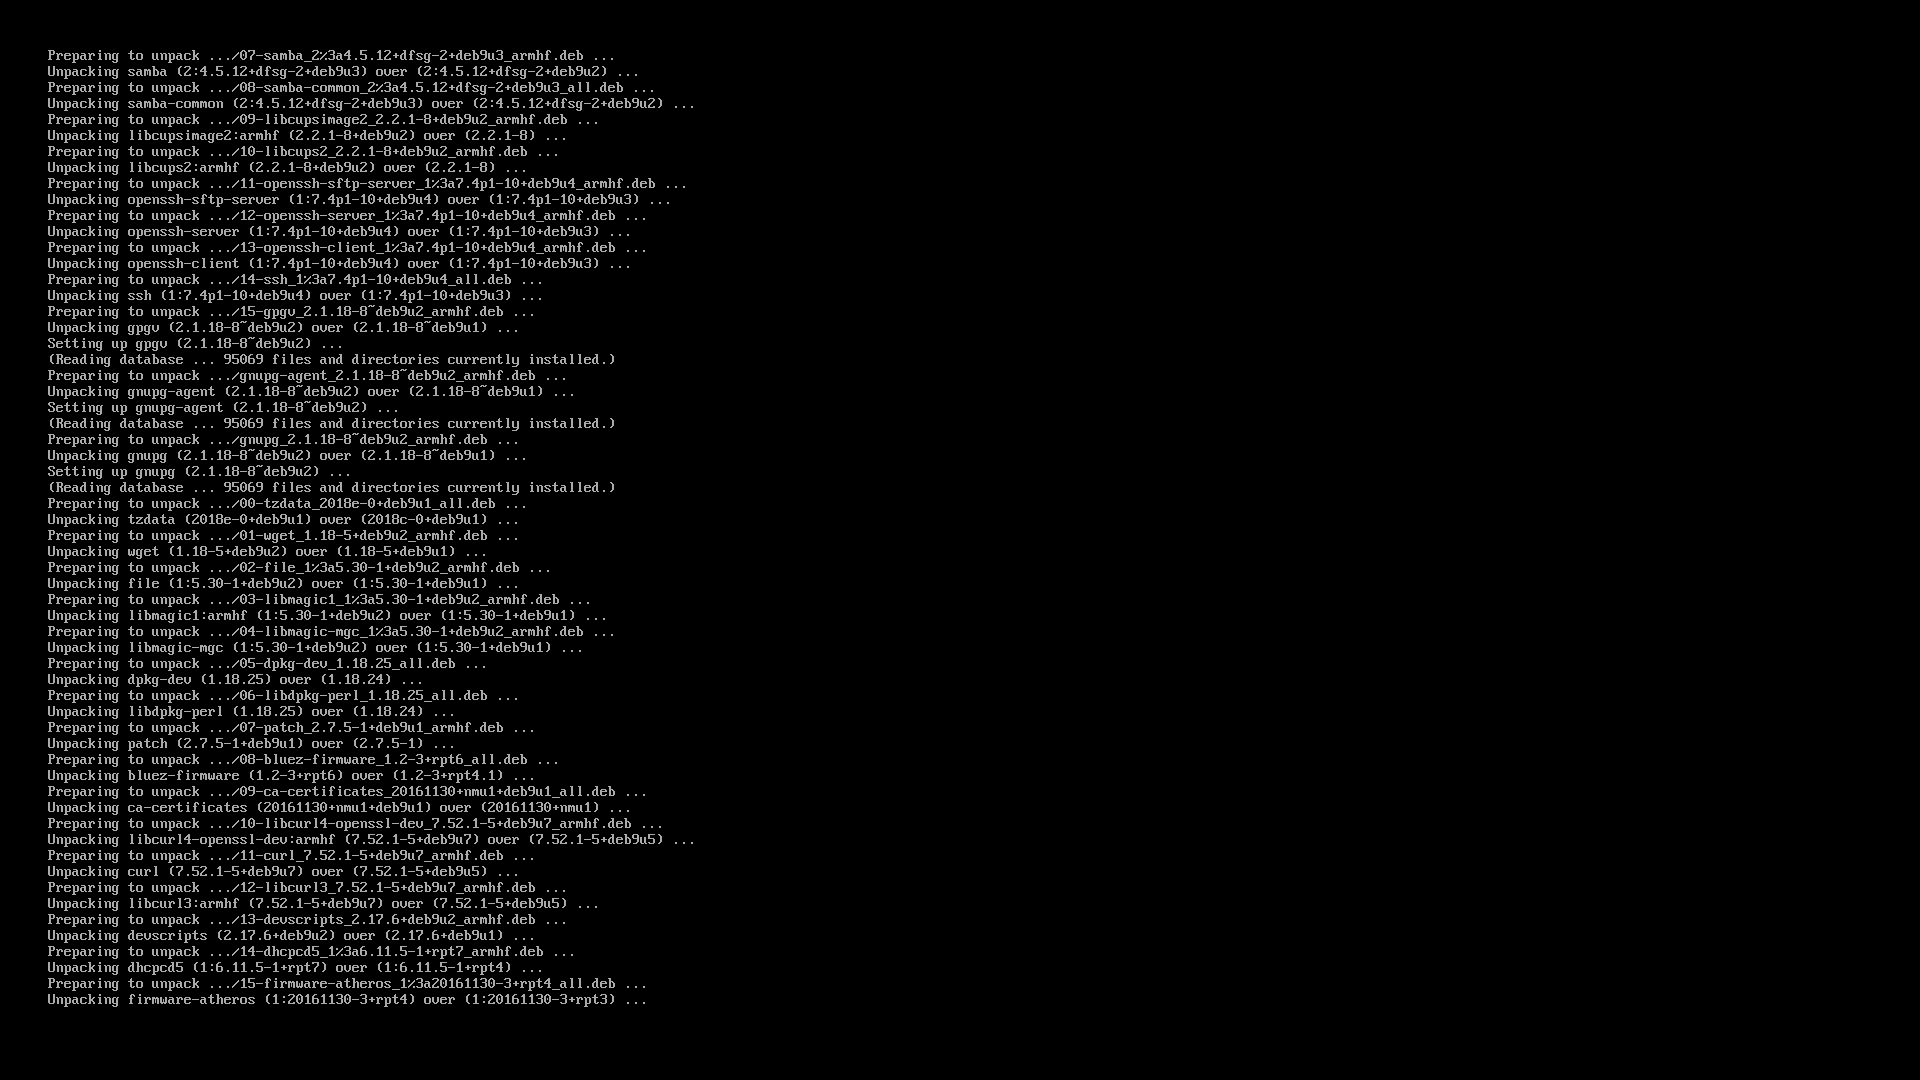 Preparing to unpack .../07-samba_2%3a4.5.12+dfsg-2+deb9u3_armhf.deb ...
Unpacking samba (2:4.5.12+dfsg-2+deb9u3) over (2:4.5.12+dfsg-2+deb9u2) ...
Preparing to unpack .../08-samba-common_2%3a4.5.12+dfsg-2+deb9u3_all.deb ...
Unpacking samba-common (2:4.5.12+dfsg-2+deb9u3) over (2:4.5.12+dfsg-2+deb9u2) ...
Preparing to unpack .../09-libcupsimage2_2.2.1-8+deb9u2_armhf.deb ...
Unpacking libcupsimage2:armhf (2.2.1-8+deb9u2) over (2.2.1-8) ...
Preparing to unpack .../10-libcups2_2.2.1-8+deb9u2_armhf.deb ...
Unpacking libcups2:armhf (2.2.1-8+deb9u2) over (2.2.1-8) ...
Preparing to unpack .../11-openssh-sftp-server_1%3a7.4p1-10+deb9u4_armhf.deb ...
Unpacking openssh-sftp-server (1:7.4p1-10+deb9u4) over (1:7.4p1-10+deb9u3) ...
Preparing to unpack .../12-openssh-server_1%3a7.4p1-10+deb9u4_armhf.deb ...
Unpacking openssh-server (1:7.4p1-10+deb9u4) over (1:7.4p1-10+deb9u3) ...
Preparing to unpack .../13-openssh-client_1%3a7.4p1-10+deb9u4_armhf.deb ...
Unpacking openssh-client (1:7.4p1-10+deb9u4) over (1:7.4p1-10+deb9u3) ...
Preparing to unpack .../14-ssh_1%3a7.4p1-10+deb9u4_all.deb ...
Unpacking ssh (1:7.4p1-10+deb9u4) over (1:7.4p1-10+deb9u3) ...
Preparing to unpack .../15-gpgv_2.1.18-8~deb9u2_armhf.deb ...
Unpacking gpgv (2.1.18-8~deb9u2) over (2.1.18-8~deb9u1) ...
Setting up gpgv (2.1.18-8~deb9u2) ...
(Reading database ... 95069 files and directories currently installed.)
Preparing to unpack .../gnupg-agent_2.1.18-8~deb9u2_armhf.deb ...
Unpacking gnupg-agent (2.1.18-8~deb9u2) over (2.1.18-8~deb9u1) ...
Setting up gnupg-agent (2.1.18-8~deb9u2) ...
(Reading database ... 95069 files and directories currently installed.)
Preparing to unpack .../gnupg_2.1.18-8~deb9u2_armhf.deb ...
Unpacking gnupg (2.1.18-8~deb9u2) over (2.1.18-8~deb9u1) ...
Setting up gnupg (2.1.18-8~deb9u2) ...
(Reading database ... 95069 files and directories currently installed.)
Preparing to unpack .../00-tzdata_2018e-0+deb9u1_all.deb ...
Unpacking tzdata (2018e-0+deb9u1) over (2018c-0+deb9u1) ...
Preparing to unpack .../01-wget_1.18-5+deb9u2_armhf.deb ...
Unpacking wget (1.18-5+deb9u2) over (1.18-5+deb9u1) ...
Preparing to unpack .../02-file_1%3a5.30-1+deb9u2_armhf.deb ...
Unpacking file (1:5.30-1+deb9u2) over (1:5.30-1+deb9u1) ...
Preparing to unpack .../03-libmagic1_1%3a5.30-1+deb9u2_armhf.deb ...
Unpacking libmagic1:armhf (1:5.30-1+deb9u2) over (1:5.30-1+deb9u1) ...
Preparing to unpack .../04-libmagic-mgc_1%3a5.30-1+deb9u2_armhf.deb ...
Unpacking libmagic-mgc (1:5.30-1+deb9u2) over (1:5.30-1+deb9u1) ...
Preparing to unpack .../05-dpkg-dev_1.18.25_all.deb ...
Unpacking dpkg-dev (1.18.25) over (1.18.24) ...
Preparing to unpack .../06-libdpkg-perl_1.18.25_all.deb ...
Unpacking libdpkg-perl (1.18.25) over (1.18.24) ...
Preparing to unpack .../07-patch_2.7.5-1+deb9u1_armhf.deb ...
Unpacking patch (2.7.5-1+deb9u1) over (2.7.5-1) ...
Preparing to unpack .../08-bluez-firmware_1.2-3+rpt6_all.deb ...
Unpacking bluez-firmware (1.2-3+rpt6) over (1.2-3+rpt4.1) ...
Preparing to unpack .../09-ca-certificates_20161130+nmu1+deb9u1_all.deb ...
Unpacking ca-certificates (20161130+nmu1+deb9u1) over (20161130+nmu1) ...
Preparing to unpack .../10-libcurl4-openssl-dev_7.52.1-5+deb9u7_armhf.deb ...
Unpacking libcurl4-openssl-dev:armhf (7.52.1-5+deb9u7) over (7.52.1-5+deb9u5) ...
Preparing to unpack .../11-curl_7.52.1-5+deb9u7_armhf.deb ...
Unpacking curl (7.52.1-5+deb9u7) over (7.52.1-5+deb9u5) ...
Preparing to unpack .../12-libcurl3_7.52.1-5+deb9u7_armhf.deb ...
Unpacking libcurl3:armhf (7.52.1-5+deb9u7) over (7.52.1-5+deb9u5) ...
Preparing to unpack .../13-devscripts_2.17.6+deb9u2_armhf.deb ...
Unpacking devscripts (2.17.6+deb9u2) over (2.17.6+deb9u1) ...
Preparing to unpack .../14-dhcpcd5_1%3a6.11.5-1+rpt7_armhf.deb ...
Unpacking dhcpcd5 (1:6.11.5-1+rpt7) over (1:6.11.5-1+rpt4) ...
Preparing to unpack .../15-firmware-atheros_1%3a20161130-3+rpt4_all.deb ...
Unpacking firmware-atheros (1:20161130-3+rpt4) over (1:20161130-3+rpt3) ...